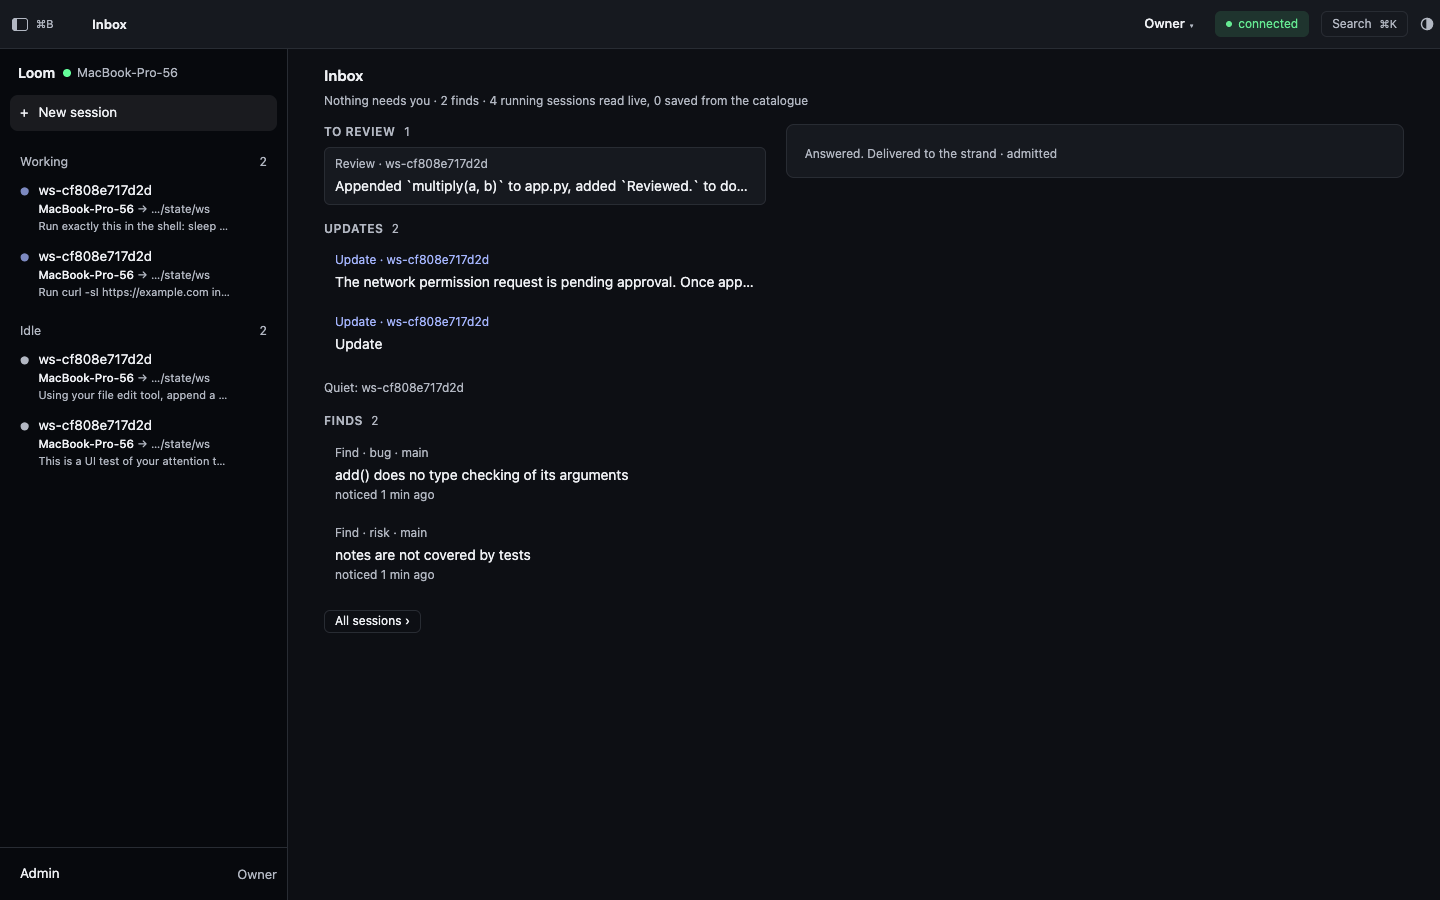 ⌘B
Inbox
Owner ▾
connected
Search ⌘K
Loom MacBook-Pro-56
+ New session
Working 2
ws-cf808e717d2d
MacBook-Pro-56 → .../state/ws
Run exactly this in the shell: sleep ...
ws-cf808e717d2d
MacBook-Pro-56 → .../state/ws
Run curl -sI https://example.com in...
Idle 2
ws-cf808e717d2d
MacBook-Pro-56 → .../state/ws
Using your file edit tool, append a ...
ws-cf808e717d2d
MacBook-Pro-56 → .../state/ws
This is a UI test of your attention t...
Admin Owner
Inbox
Nothing needs you · 2 finds · 4 running sessions read live, 0 saved from the catalogue
TO REVIEW 1
Review · ws-cf808e717d2d
Appended `multiply(a, b)` to app.py, added `Reviewed.` to do...
UPDATES 2
Update · ws-cf808e717d2d
The network permission request is pending approval. Once app...
Update · ws-cf808e717d2d
Update
Quiet: ws-cf808e717d2d
FINDS 2
Find · bug · main
add() does no type checking of its arguments
noticed 1 min ago
Find · risk · main
notes are not covered by tests
noticed 1 min ago
All sessions ›
Answered. Delivered to the strand · admitted